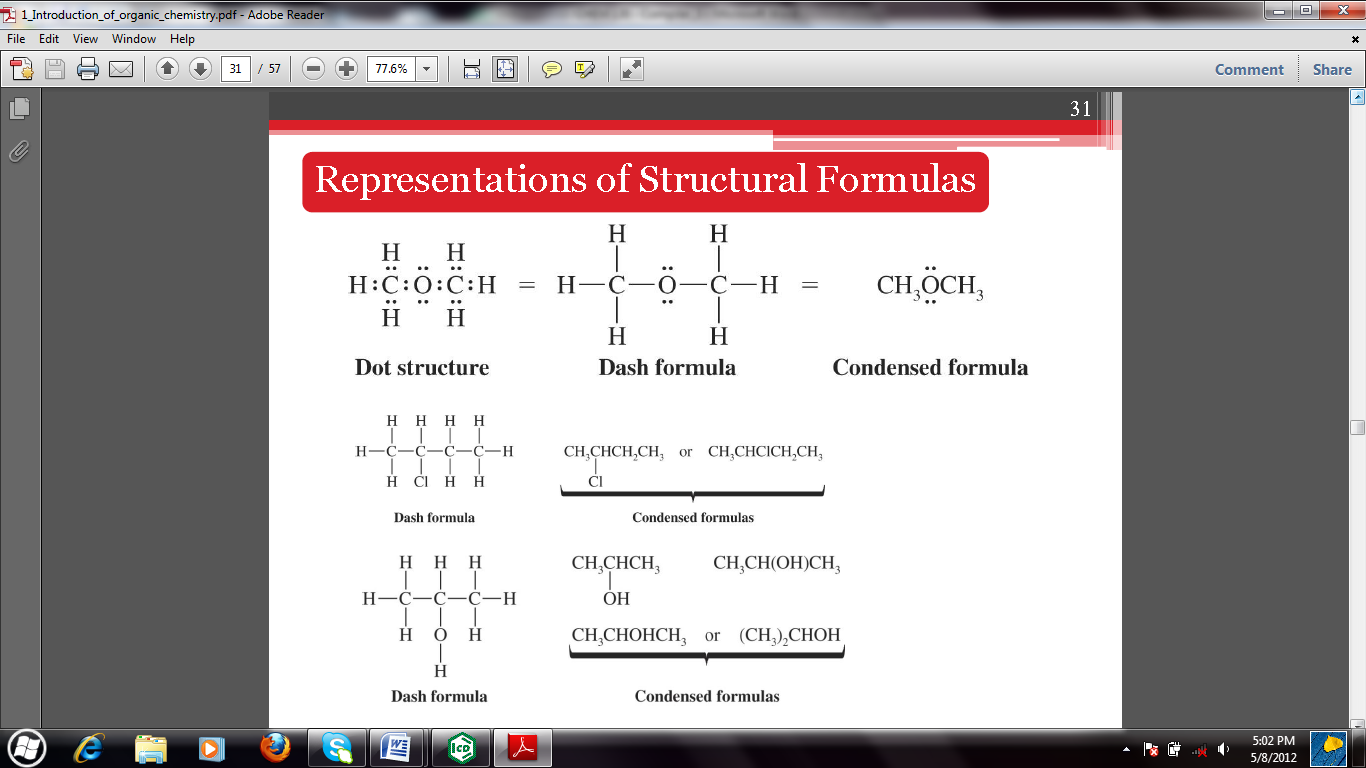 1_Introduction_of_organic_chemistry.pdf - Adobe Reader
File Edit View Window Help
31 / 57 77.6% Comment Share
31
Representations of Structural Formulas
H H
H:C:O:C:H
H H
=
H H
H—C—O—C—H
H H
=
CH₃OCH₃
Dot structure Dash formula Condensed formula
H H H H
H—C—C—C—C—H
H Cl H H
CH₃CHCH₂CH₃ or CH₃CHClCH₂CH₃
Cl
Dash formula Condensed formulas
H H H
H—C—C—C—H
H O H
H
CH₃CHCH₃ CH₃CH(OH)CH₃
OH
CH₃CHOHCH₃ or (CH₃)₂CHOH
Dash formula Condensed formulas
ICD
5:02 PM
5/8/2012